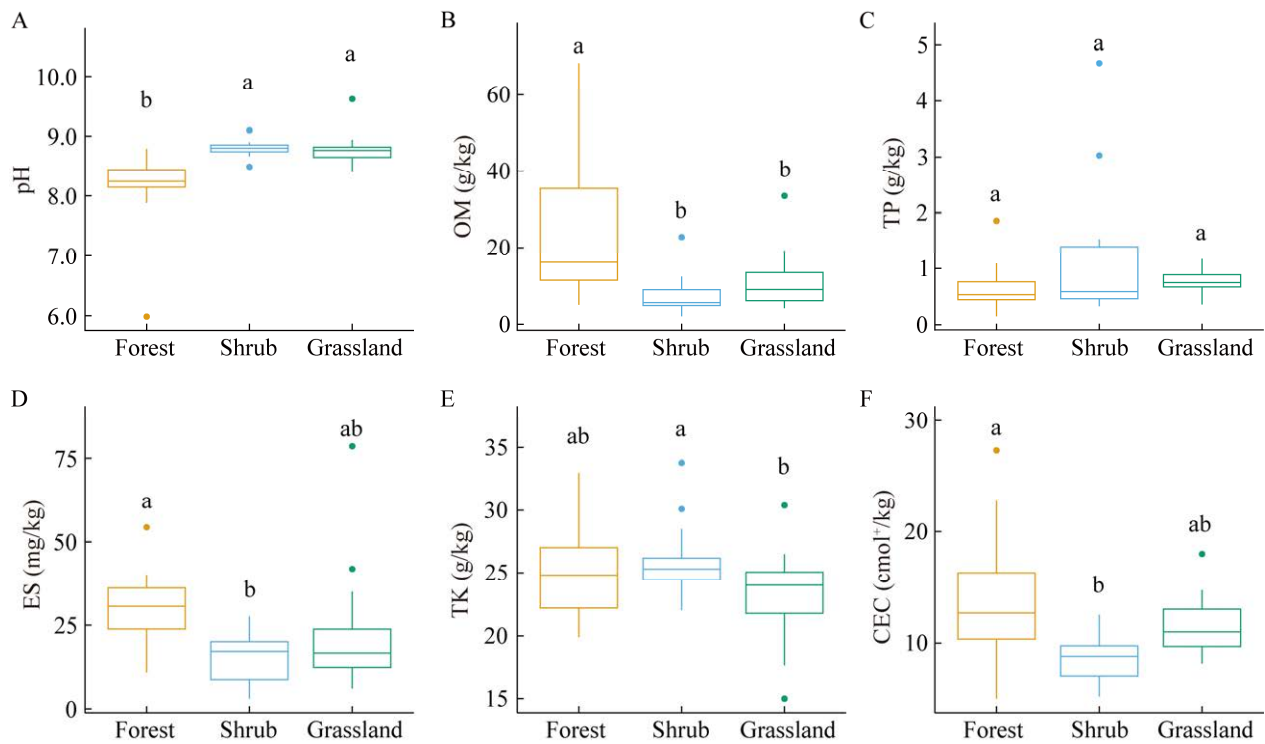 A
pH
10.0
9.0
8.0
7.0
6.0
b
a
a
Forest
Shrub
Grassland
B
OM (g/kg)
60
40
20
0
a
b
b
Forest
Shrub
Grassland
C
TP (g/kg)
5
4
3
2
1
0
a
a
a
Forest
Shrub
Grassland
D
ES (mg/kg)
75
50
25
0
a
b
ab
Forest
Shrub
Grassland
E
TK (g/kg)
35
30
25
20
15
ab
a
b
Forest
Shrub
Grassland
F
CEC (cmol⁺/kg)
30
20
10
a
b
ab
Forest
Shrub
Grassland